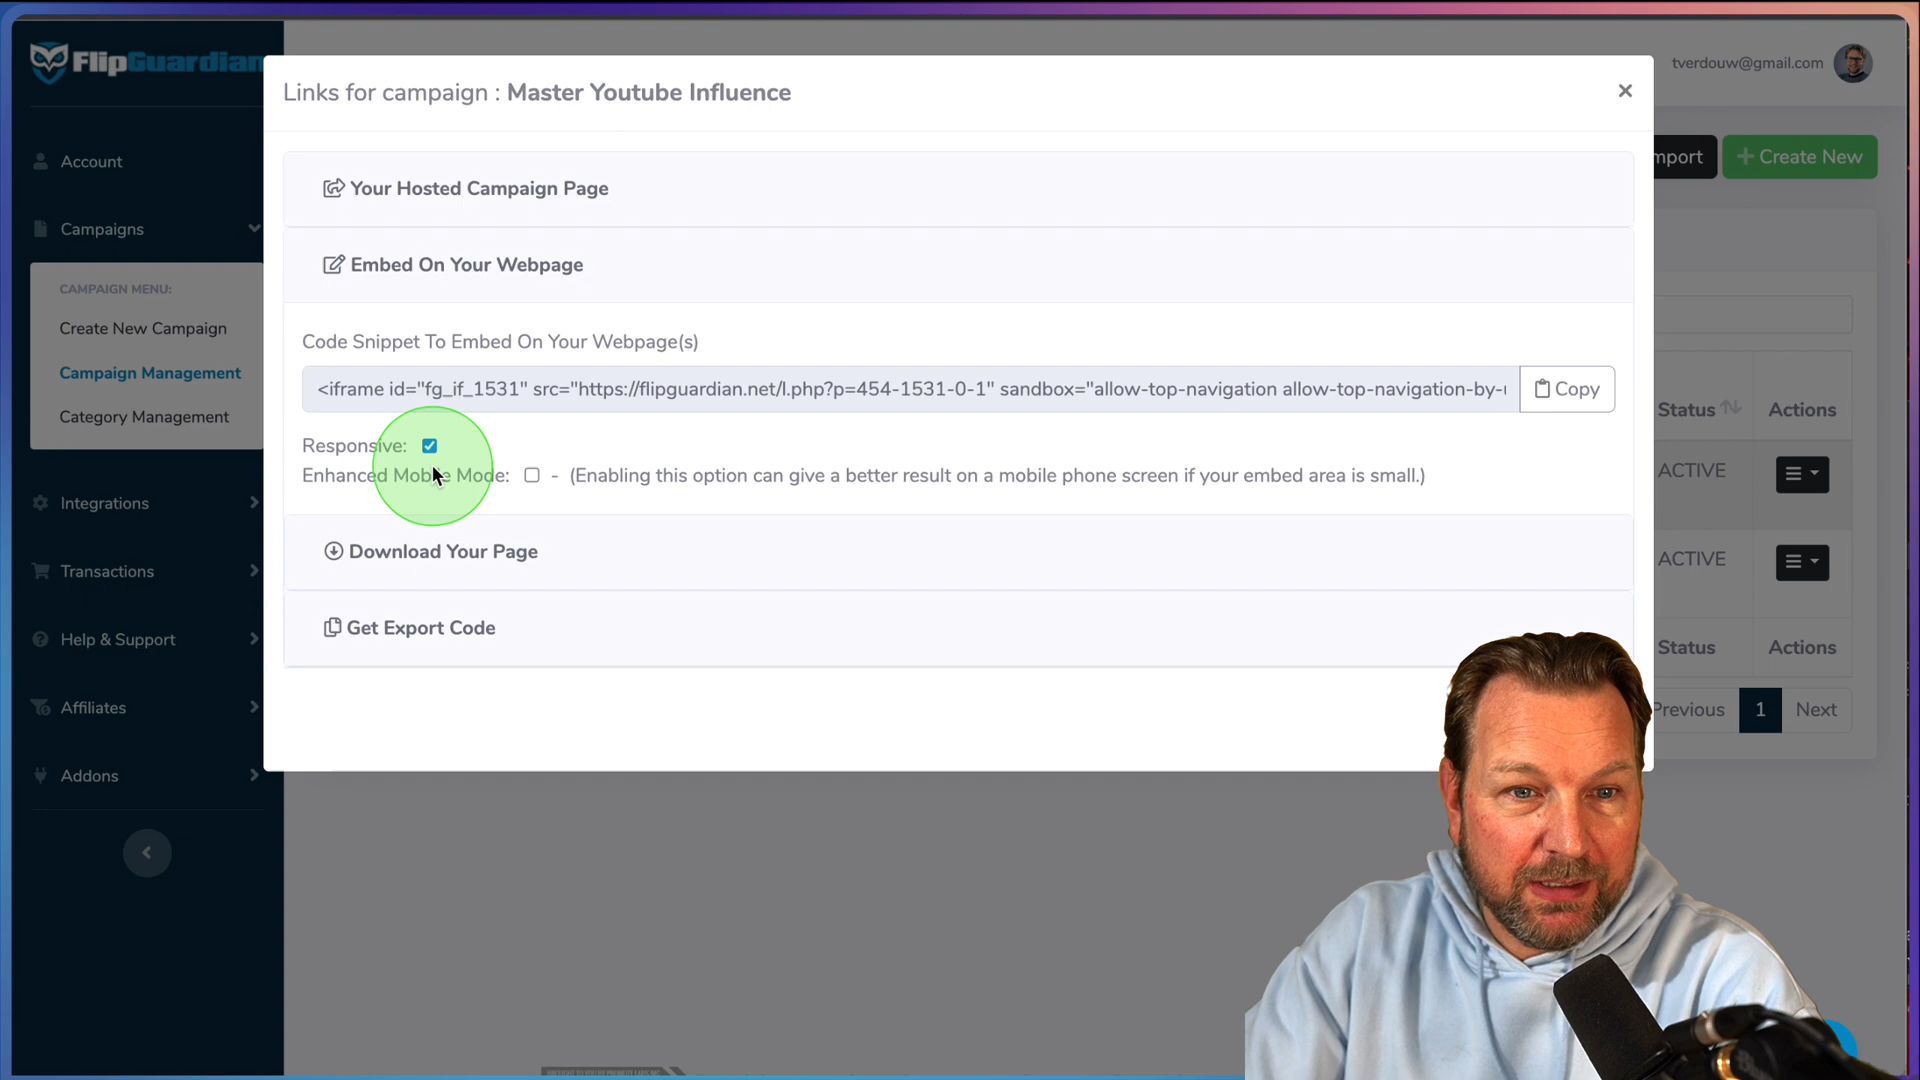 FlipGuardian
tverdouw@gmail.com
Links for campaign : Master Youtube Influence
×
Account
Campaigns
CAMPAIGN MENU:
Create New Campaign
Campaign Management
Category Management
Integrations
Transactions
Help & Support
Affiliates
Addons
Your Hosted Campaign Page
Embed On Your Webpage
Code Snippet To Embed On Your Webpage(s)
<iframe id="fg_if_1531" src="https://flipguardian.net/l.php?p=454-1531-0-1" sandbox="allow-top-navigation allow-top-navigation-by-
Copy
Responsive:
Enhanced Mobile Mode: - (Enabling this option can give a better result on a mobile phone screen if your embed area is small.)
Download Your Page
Get Export Code
mport
+ Create New
Status Actions
ACTIVE
ACTIVE
Status Actions
Previous 1 Next